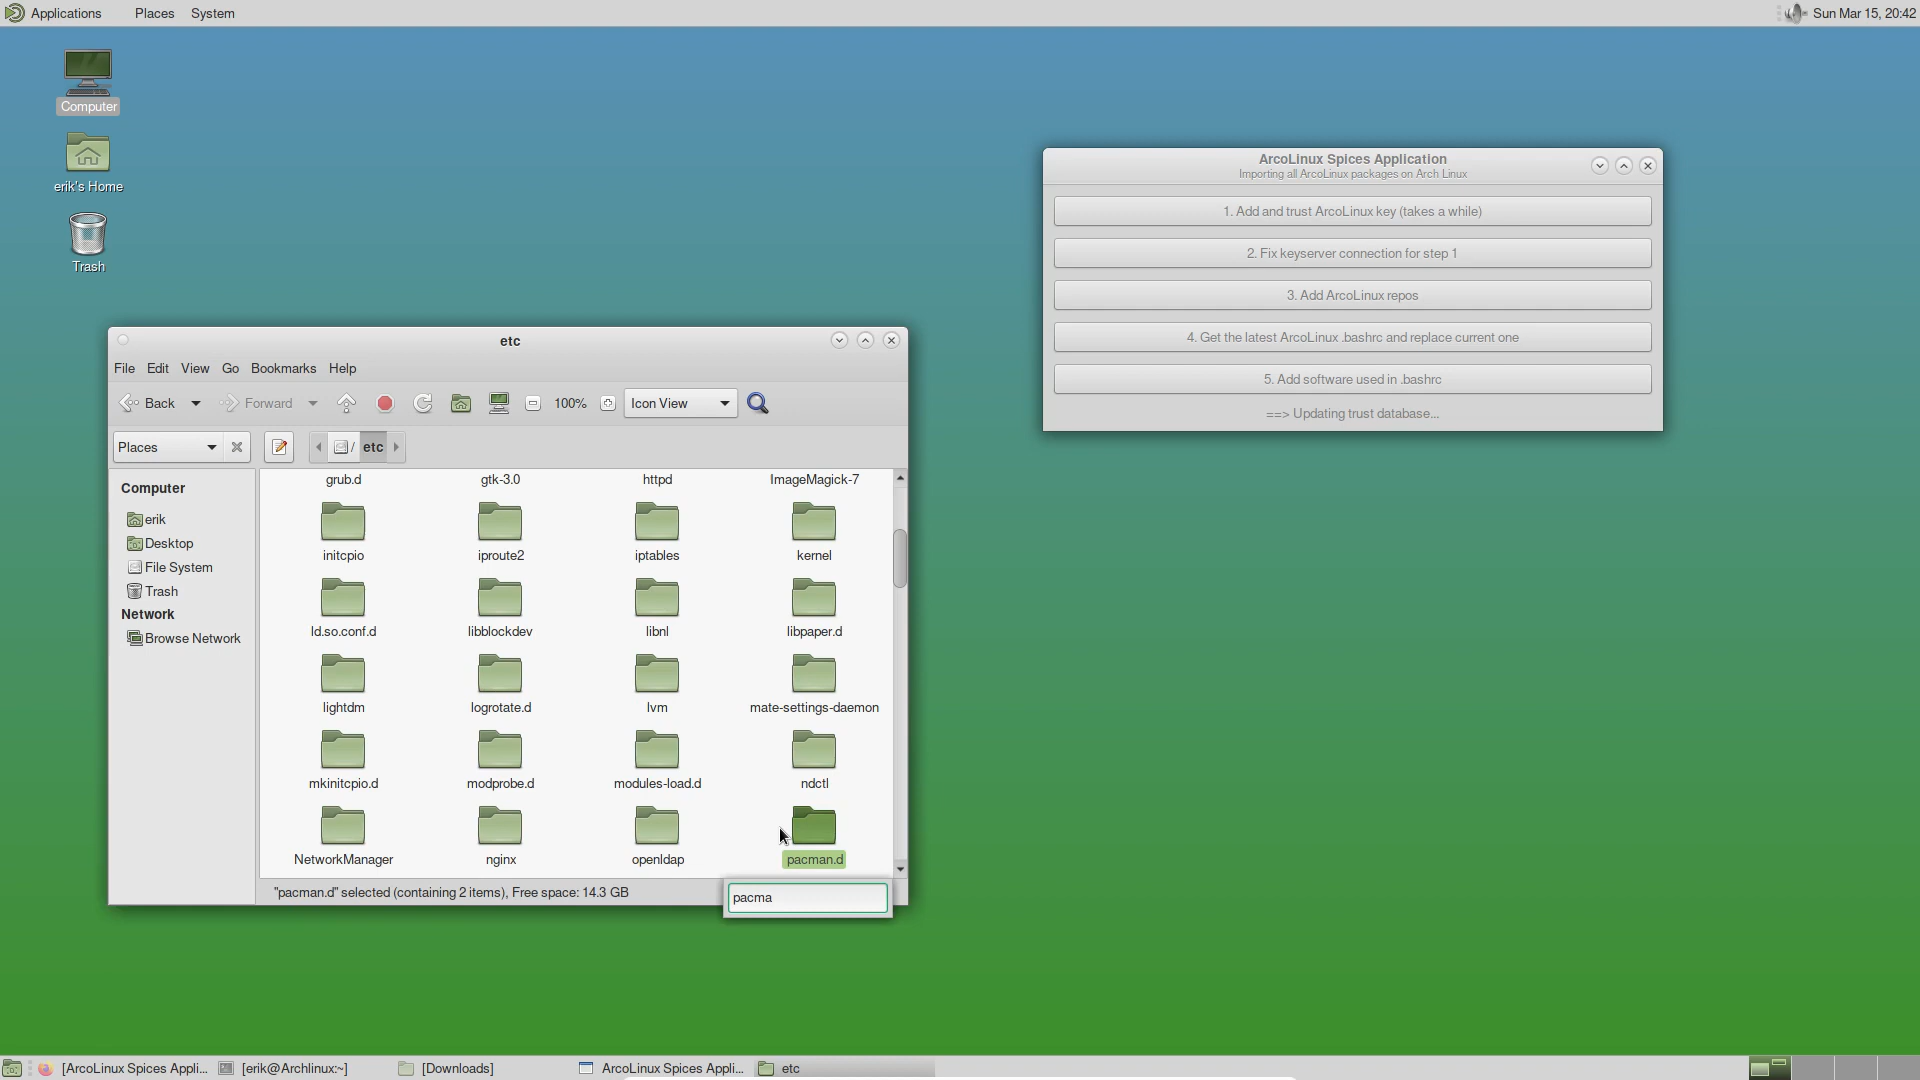 Applications Places System Sun Mar 15, 20:42
Computer
erik's Home
Trash
ArcoLinux Spices Application
Importing all ArcoLinux packages on Arch Linux
1. Add and trust ArcoLinux key (takes a while)
2. Fix keyserver connection for step 1
3. Add ArcoLinux repos
4. Get the latest ArcoLinux .bashrc and replace current one
5. Add software used in .bashrc
==> Updating trust database...
etc
File Edit View Go Bookmarks Help
Back Forward 100% Icon View
Places / etc
Computer
erik
Desktop
File System
Trash
Network
Browse Network
grub.d gtk-3.0 httpd ImageMagick-7
initcpio iproute2 iptables kernel
ld.so.conf.d libblockdev libnl libpaper.d
lightdm logrotate.d lvm mate-settings-daemon
mkinitcpio.d modprobe.d modules-load.d ndctl
NetworkManager nginx openldap pacman.d
"pacman.d" selected (containing 2 items), Free space: 14.3 GB
pacma
[ArcoLinux Spices Appli... [erik@Archlinux:~] [Downloads] ArcoLinux Spices Appli... etc